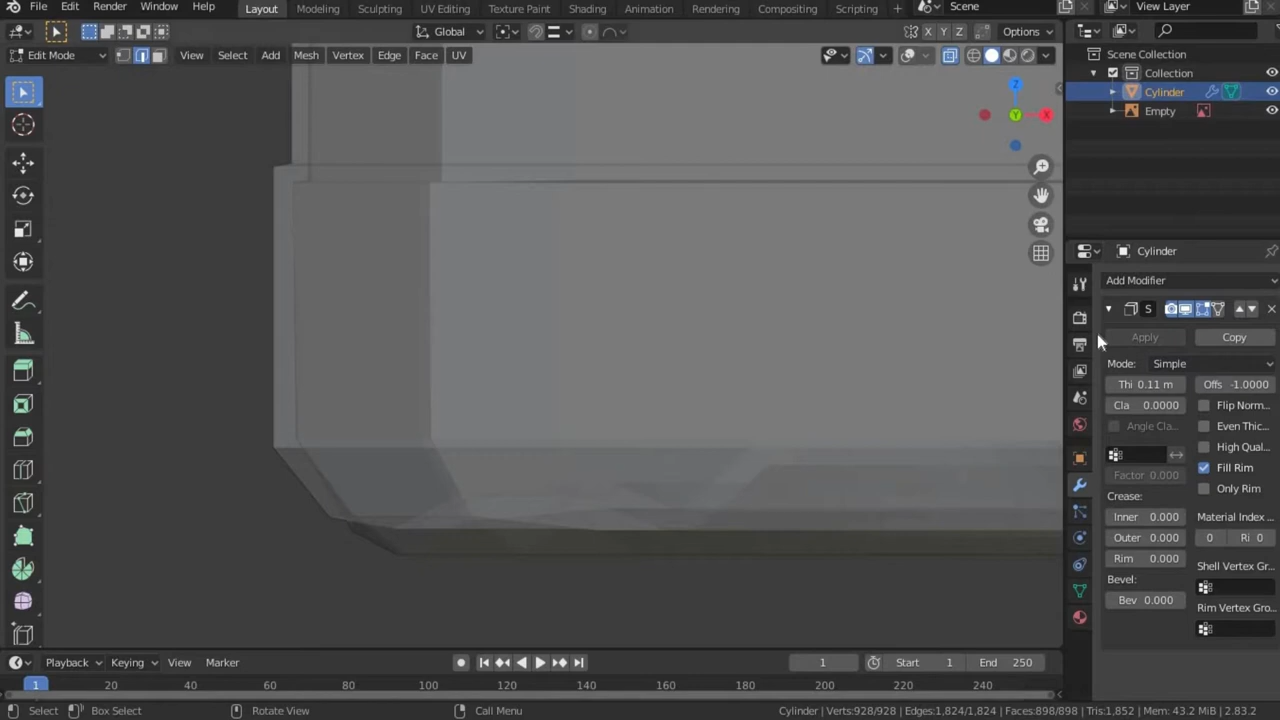 File Edit Render Window Help Layout Modeling Sculpting UV Editing Texture Paint Shading Animation Rendering Compositing Scripting + Scene View Layer
Global X Y Z Options
Edit Mode View Select Add Mesh Vertex Edge Face UV
Scene Collection
Collection
Cylinder
Empty
Z
Y X
Cylinder
Add Modifier
S
Apply Copy
Mode: Simple
Thi 0.11 m Offs -1.0000
Cla 0.0000 Flip Norm...
Angle Cla... Even Thic...
High Qual...
Factor 0.000 Fill Rim
Crease: Only Rim
Inner 0.000 Material Index ...
Outer 0.000 0 Ri 0
Rim 0.000 Shell Vertex Gr...
Bevel:
Bev 0.000 Rim Vertex Gro...
Playback Keying View Marker 1 Start 1 End 250
1 20 40 60 80 100 120 140 160 180 200 220 240
Select Box Select Rotate View Call Menu Cylinder | Verts:928/928 | Edges:1,824/1,824 | Faces:898/898 | Tris:1,852 | Mem: 43.2 MiB | 2.83.2